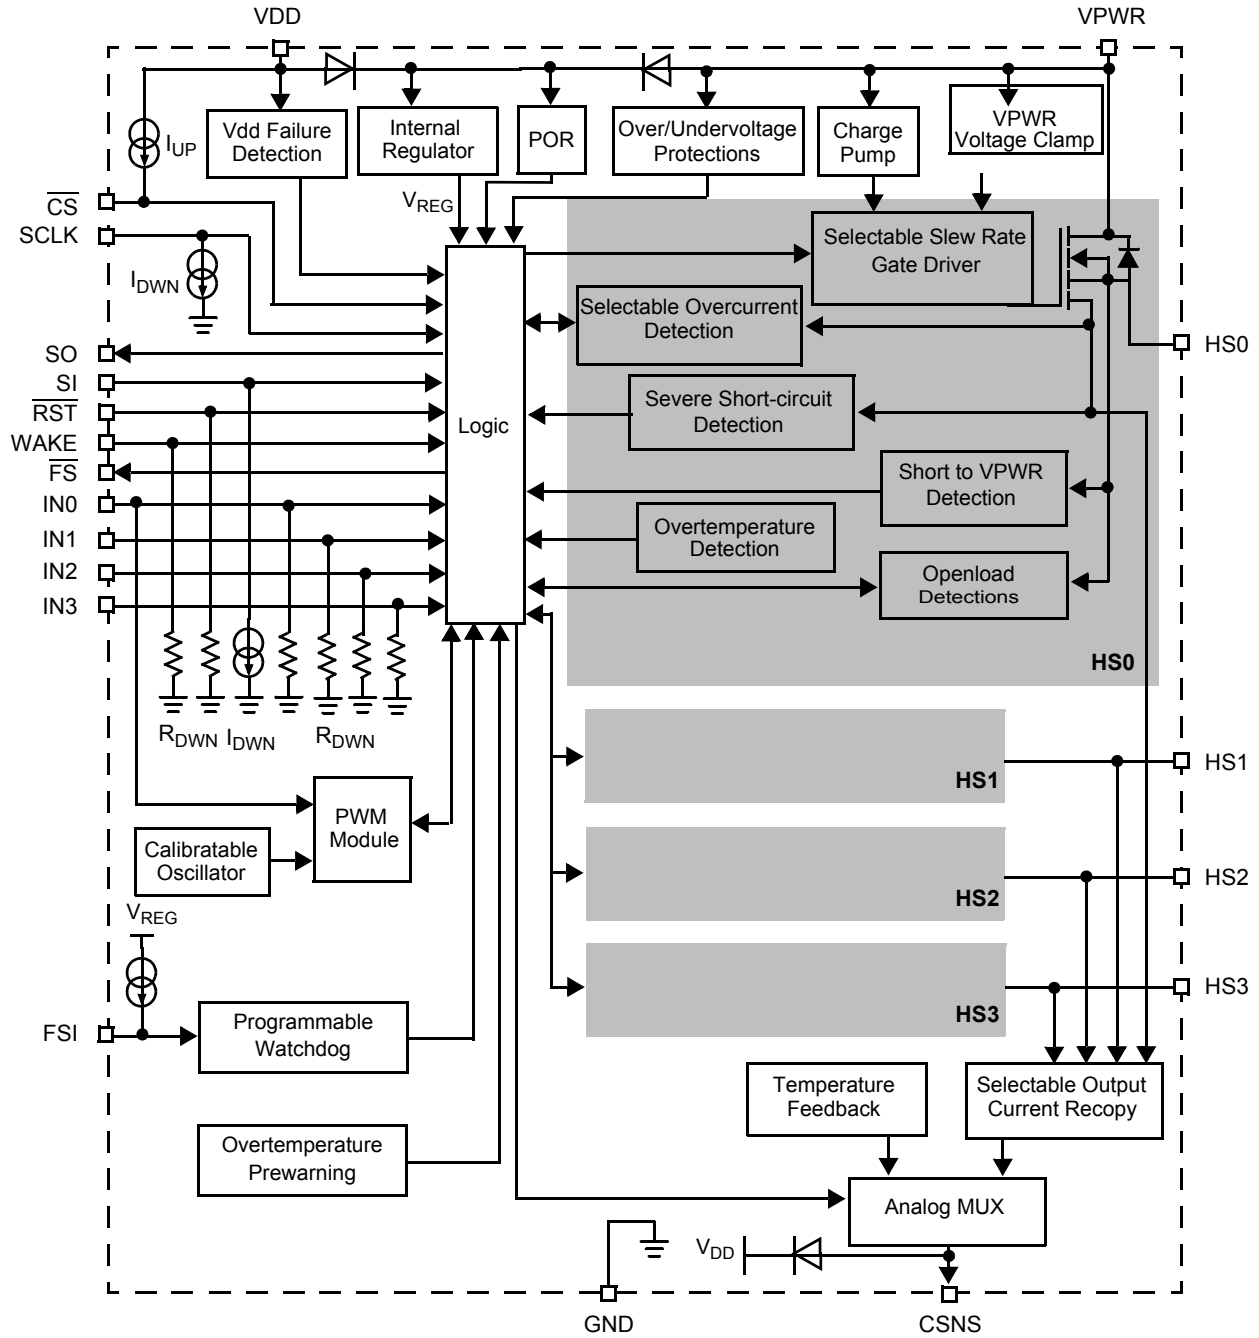 VDD
VPWR
Vdd Failure
Detection
Internal
Regulator
POR
Over/Undervoltage
Protections
Charge
Pump
VPWR
Voltage Clamp
IUP
VREG
CS
SCLK
IDWN
SO
SI
RST
WAKE
FS
IN0
IN1
IN2
IN3
Logic
Selectable Slew Rate
Gate Driver
Selectable Overcurrent
Detection
Severe Short-circuit
Detection
Short to VPWR
Detection
Overtemperature
Detection
Openload
Detections
HS0
HS0
RDWN
IDWN
RDWN
HS1
HS1
PWM
Module
Calibratable
Oscillator
HS2
HS2
VREG
HS3
HS3
FSI
Programmable
Watchdog
Temperature
Feedback
Selectable Output
Current Recopy
Overtemperature
Prewarning
Analog MUX
VDD
GND
CSNS